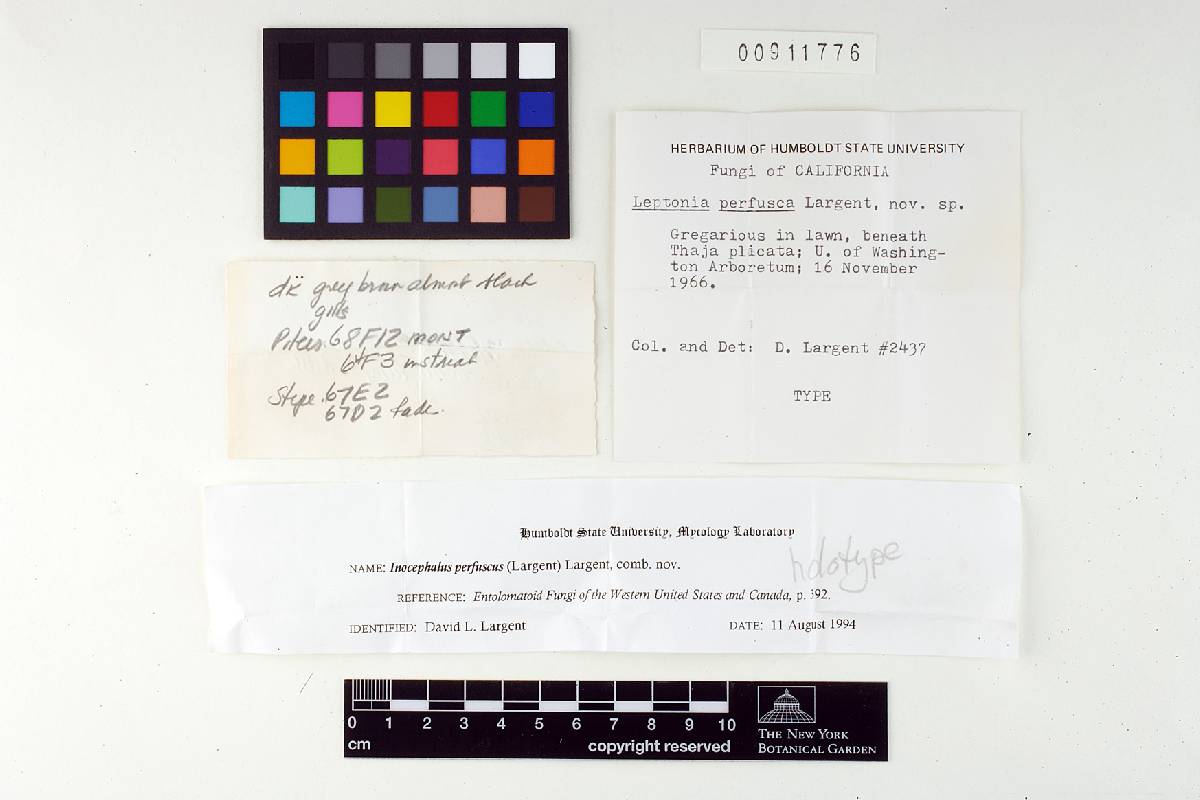 00911776
HERBARIUM OF HUMBOLDT STATE UNIVERSITY
Fungi of CALIFORNIA
Leptonia perfusca Largent, nov. sp.
Gregarious in lawn, beneath
Thaja plicata; U. of Washing-
ton Arboretum; 16 November
1966.
Col. and Det: D. Largent #2437
TYPE
dk grey brown almost black
gills
68F12 most
64F3
Stipe 67E2
67D2 fade.
Humboldt State University, Mycology Laboratory
NAME: Inocephalus perfuscus (Largent) Largent, comb. nov.
holotype
REFERENCE: Entolomatoid Fungi of the Western United States and Canada, p. 392.
IDENTIFIED: David L. Largent DATE: 11 August 1994
0 1 2 3 4 5 6 7 8 9 10
cm
copyright reserved
THE NEW YORK
BOTANICAL GARDEN